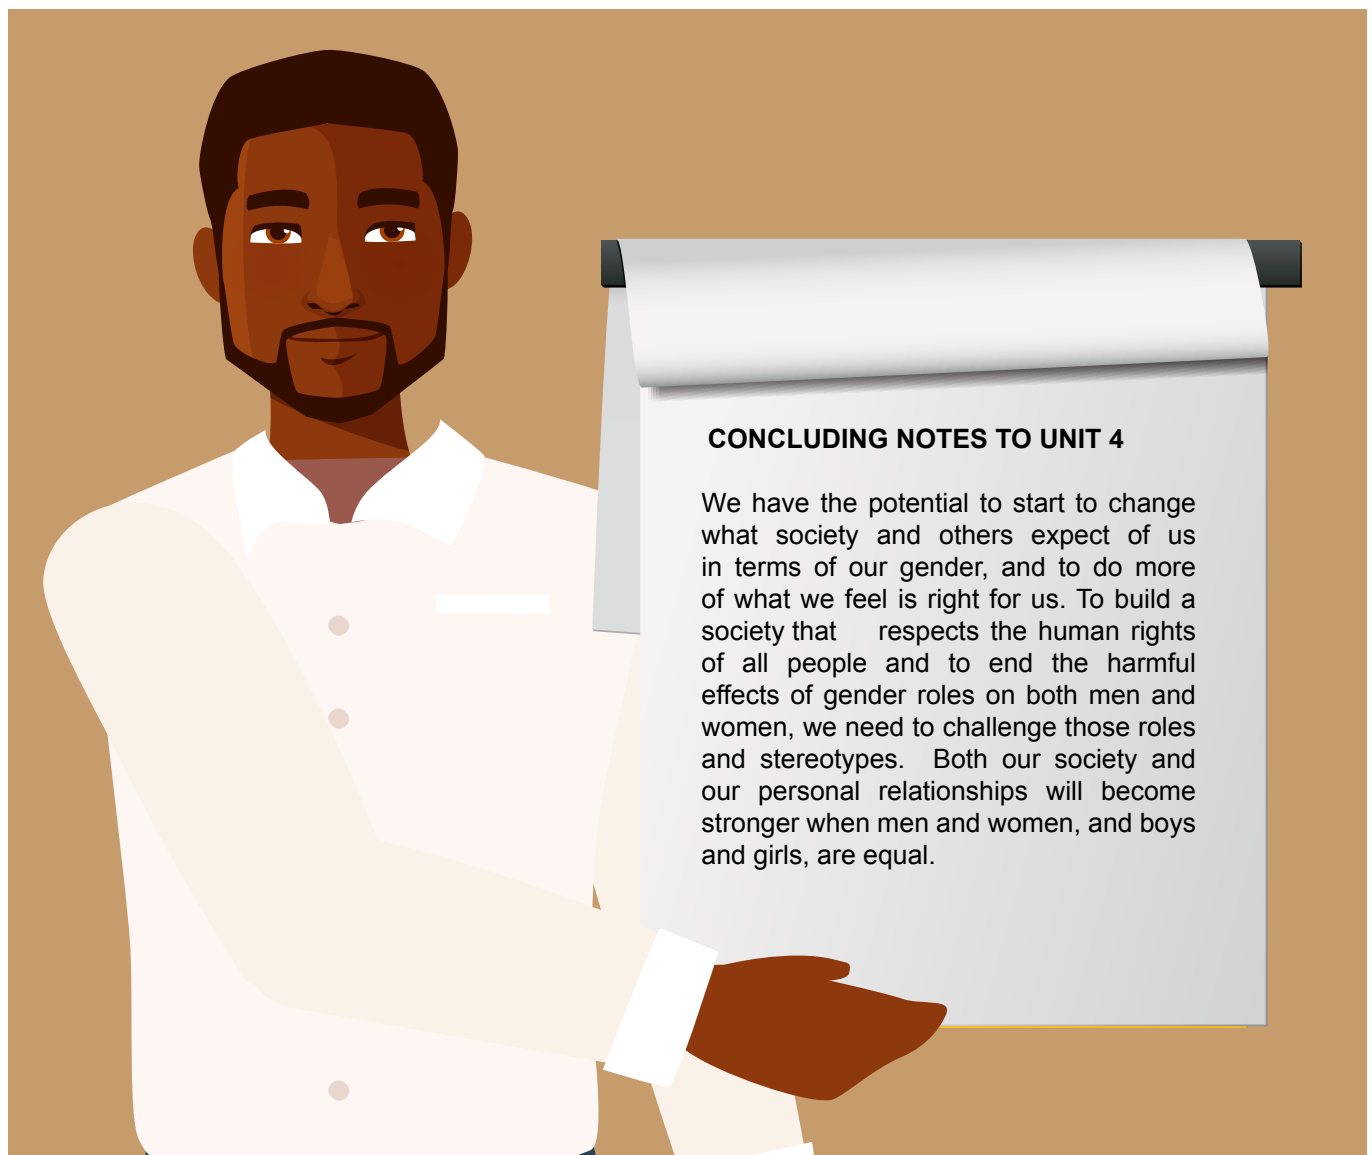 CONCLUDING NOTES TO UNIT 4
We have the potential to start to change
what society and others expect of us
in terms of our gender, and to do more
of what we feel is right for us. To build a
society that respects the human rights
of all people and to end the harmful
effects of gender roles on both men and
women, we need to challenge those roles
and stereotypes. Both our society and
our personal relationships will become
stronger when men and women, and boys
and girls, are equal.